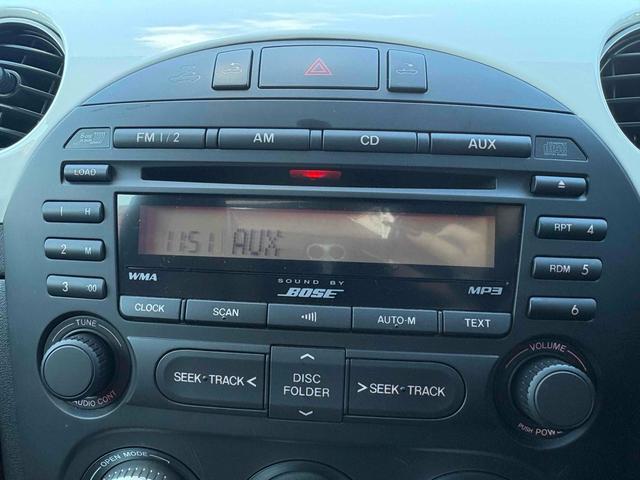 FM 1/2 AM CD AUX
LOAD
1 H
RPT 4
2 M
11:51 AUX
RDM 5
WMA SOUND BY BOSE MP3
3 :00
6
CLOCK SCAN AUTO-M TEXT
TUNE
VOLUME
SEEK•TRACK < DISC FOLDER > SEEK•TRACK
AUDIO CONT
PUSH POWER
OPEN MODE